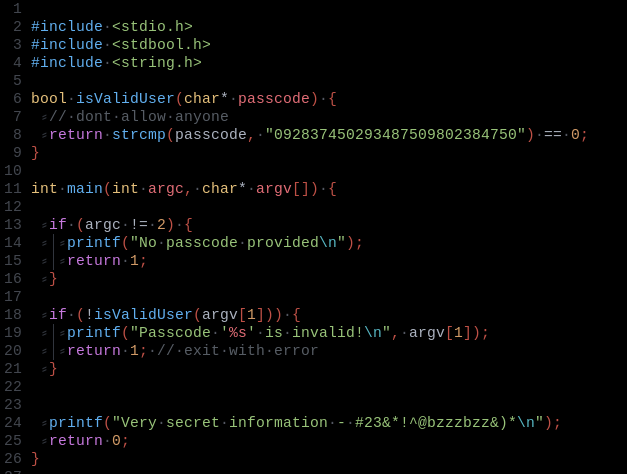 1
2 #include <stdio.h>
3 #include <stdbool.h>
4 #include <string.h>
5
6 bool isValidUser(char* passcode) {
7 // dont allow anyone
8 return strcmp(passcode, "092837450293487509802384750") == 0;
9 }
10
11 int main(int argc, char* argv[]) {
12
13 if (argc != 2) {
14 printf("No passcode provided\n");
15 return 1;
16 }
17
18 if (!isValidUser(argv[1])) {
19 printf("Passcode '%s' is invalid!\n", argv[1]);
20 return 1; // exit with error
21 }
22
23
24 printf("Very secret information - #23&*!^@bzzzbzz&)*\n");
25 return 0;
26 }